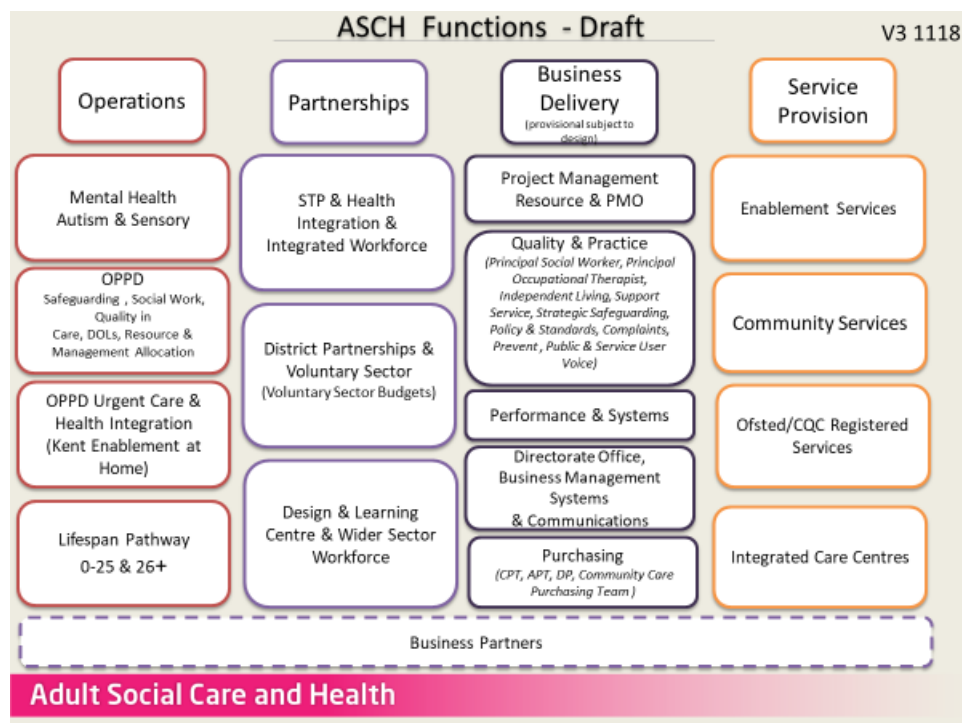 ASCH Functions - Draft
V3 1118
Operations
Partnerships
Business
Delivery
(provisional subject to
design)
Service
Provision
Mental Health
Autism & Sensory
OPPD
Safeguarding , Social Work,
Quality in
Care, DOLs, Resource &
Management Allocation
OPPD Urgent Care &
Health Integration
(Kent Enablement at
Home)
Lifespan Pathway
0-25 & 26+
STP & Health
Integration &
Integrated Workforce
District Partnerships &
Voluntary Sector
(Voluntary Sector Budgets)
Design & Learning
Centre & Wider Sector
Workforce
Project Management
Resource & PMO
Quality & Practice
(Principal Social Worker, Principal
Occupational Therapist,
Independent Living, Support
Service, Strategic Safeguarding,
Policy & Standards, Complaints,
Prevent , Public & Service User
Voice)
Performance & Systems
Directorate Office,
Business Management
Systems
& Communications
Purchasing
(CPT, APT, DP, Community Care
Purchasing Team )
Enablement Services
Community Services
Ofsted/CQC Registered
Services
Integrated Care Centres
Business Partners
Adult Social Care and Health